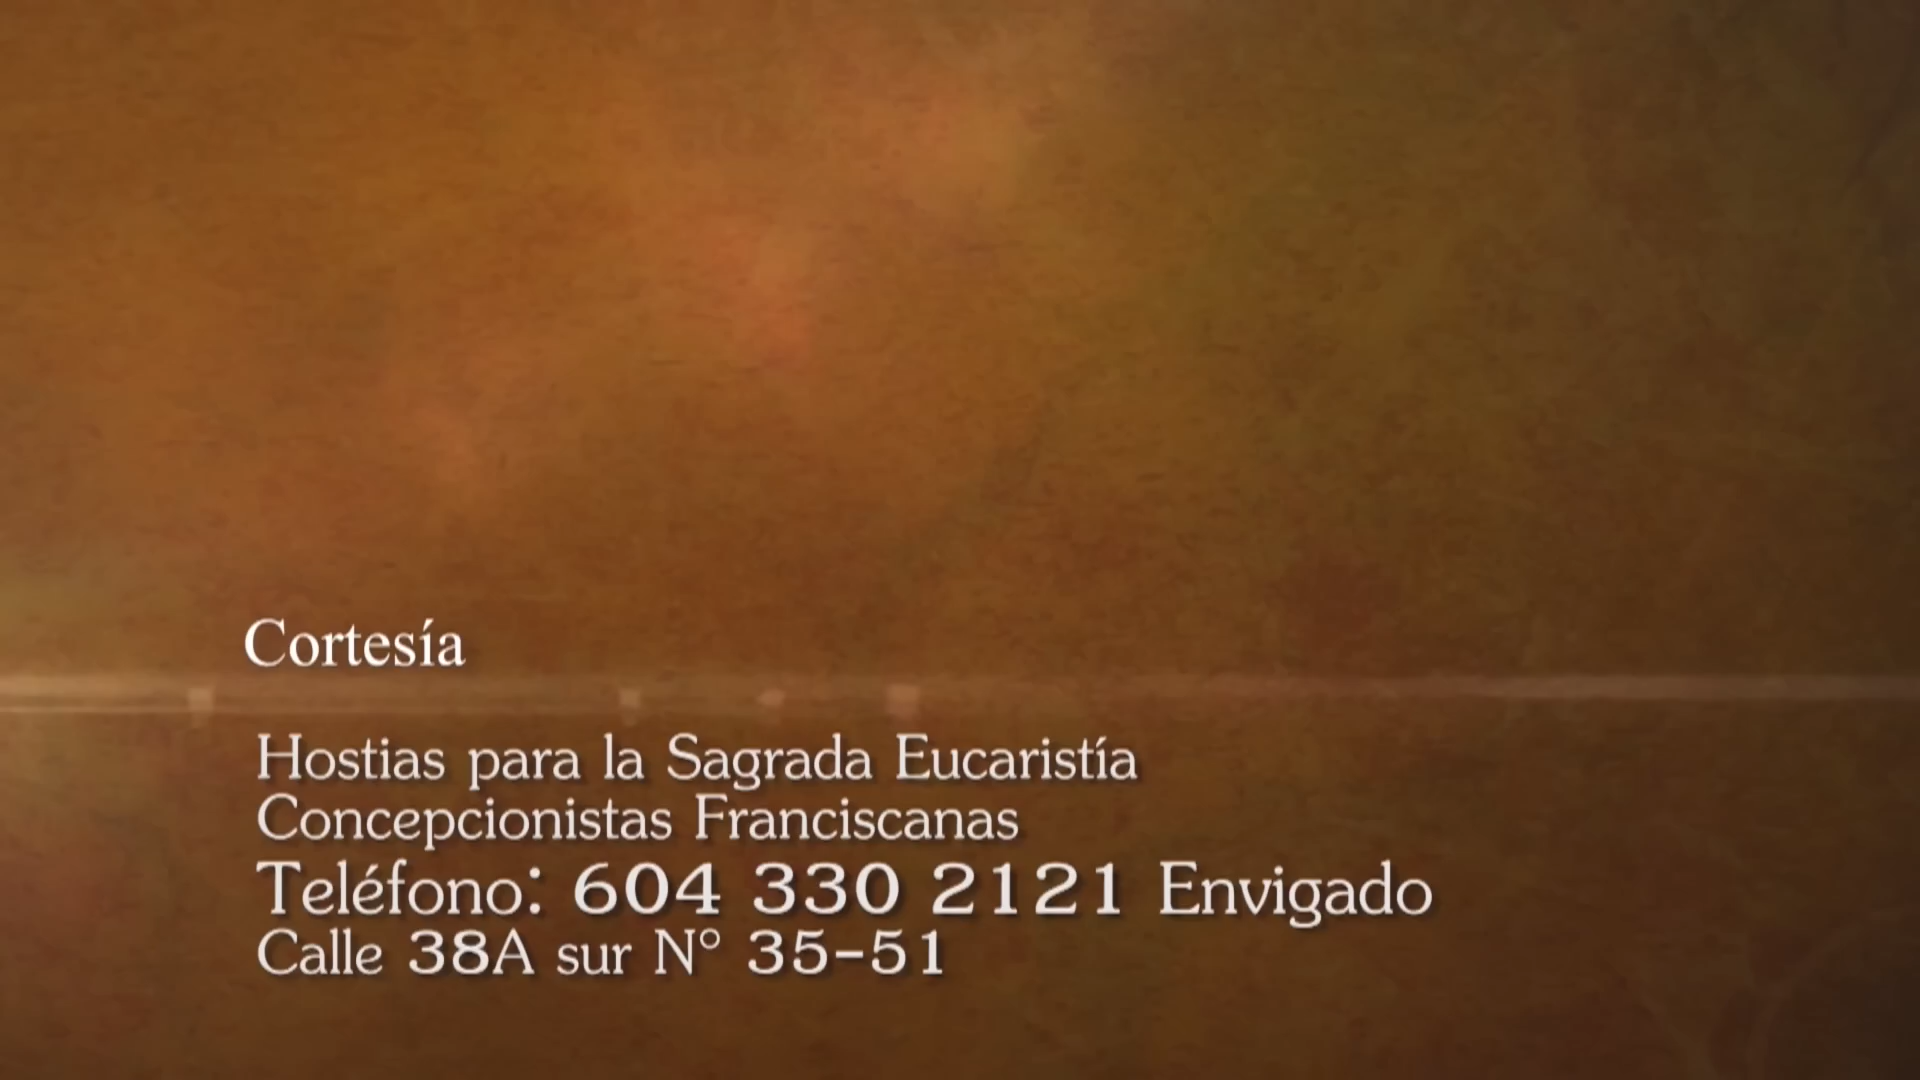 Cortesía
Hostias para la Sagrada Eucaristía
Concepcionistas Franciscanas
Teléfono: 604 330 2121 Envigado
Calle 38A sur N° 35-51